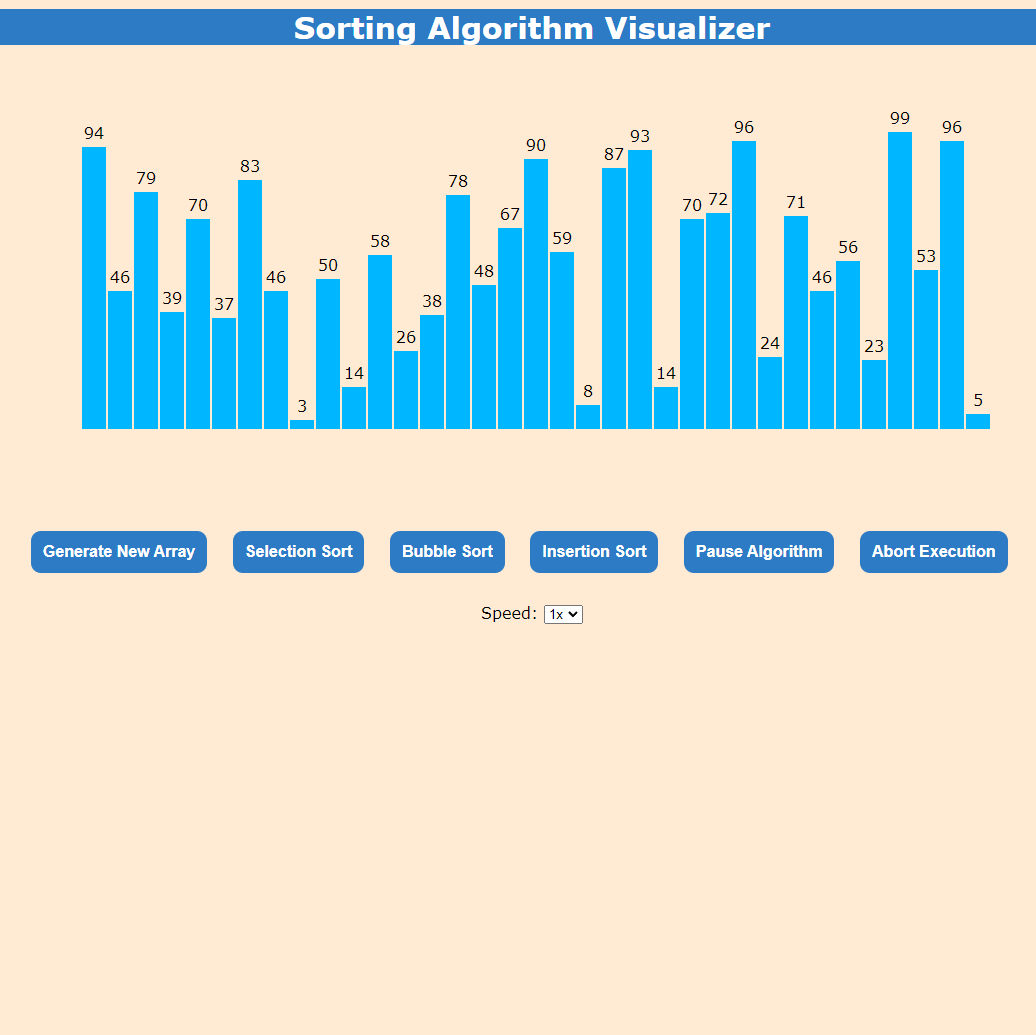 Sorting Algorithm Visualizer
94 46 79 39 70 37 83 46 3 50 14 58 26 38 78 48 67 90 59 8 87 93 14 70 72 96 24 71 46 56 23 99 53 96 5
Generate New Array Selection Sort Bubble Sort Insertion Sort Pause Algorithm Abort Execution
Speed: 1x